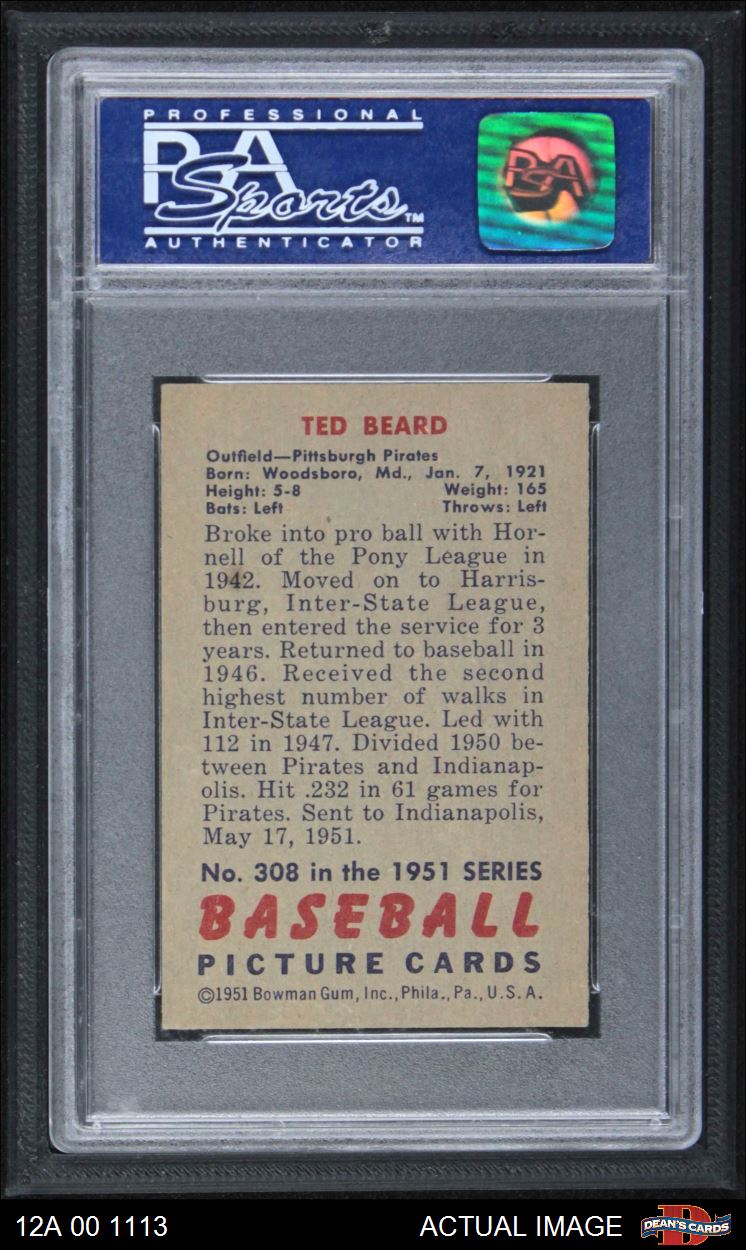 PROFESSIONAL
PSA
Sports™
AUTHENTICATOR
PSA
TED BEARD
Outfield—Pittsburgh Pirates
Born: Woodsboro, Md., Jan. 7, 1921
Height: 5-8 Weight: 165
Bats: Left Throws: Left
Broke into pro ball with Hor-
nell of the Pony League in
1942. Moved on to Harris-
burg, Inter-State League,
then entered the service for 3
years. Returned to baseball in
1946. Received the second
highest number of walks in
Inter-State League. Led with
112 in 1947. Divided 1950 be-
tween Pirates and Indianap-
olis. Hit .232 in 61 games for
Pirates. Sent to Indianapolis,
May 17, 1951.
No. 308 in the 1951 SERIES
BASEBALL
PICTURE CARDS
©1951 Bowman Gum, Inc., Phila., Pa., U.S.A.
12A 00 1113 ACTUAL IMAGE D DEAN'S CARDS